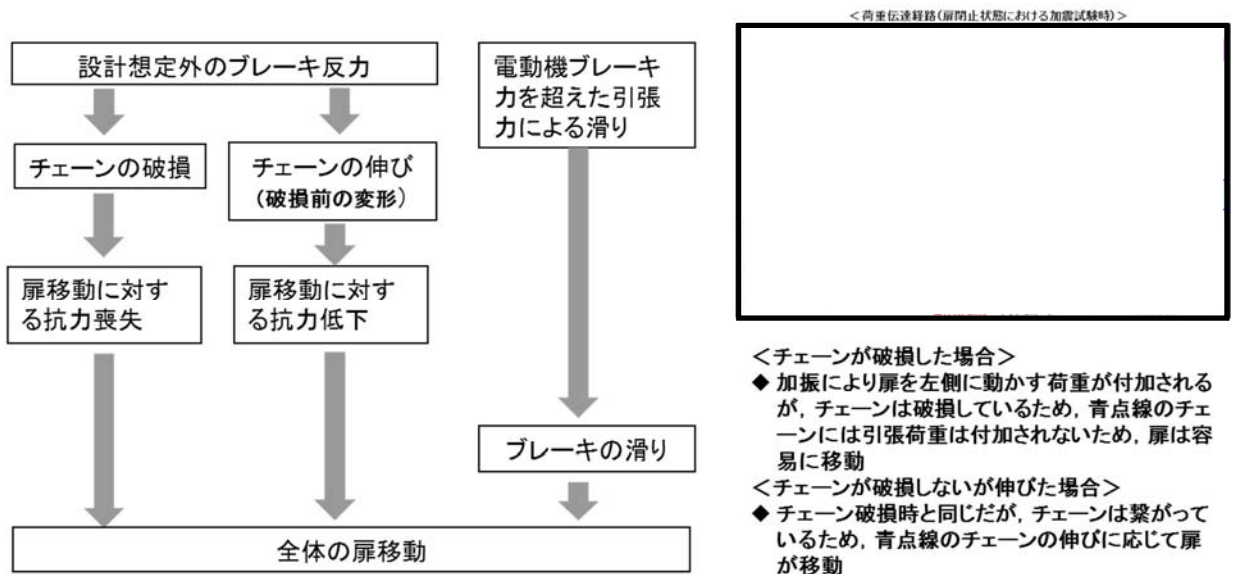 設計想定外のブレーキ反力
チェーンの破損
チェーンの伸び
(破損前の変形)
扉移動に対す
る抗力喪失
扉移動に対す
る抗力低下
電動機ブレーキ
力を超えた引張
力による滑り
ブレーキの滑り
全体の扉移動
＜荷重伝達経路(扉閉止状態における加震試験時)＞
＜チェーンが破損した場合＞
◆ 加振により扉を左側に動かす荷重が付加される
が，チェーンは破損しているため，青点線のチェ
ーンには引張荷重は付加されないため，扉は容
易に移動
＜チェーンが破損しないが伸びた場合＞
◆ チェーン破損時と同じだが，チェーンは繋がって
いるため，青点線のチェーンの伸びに応じて扉
が移動